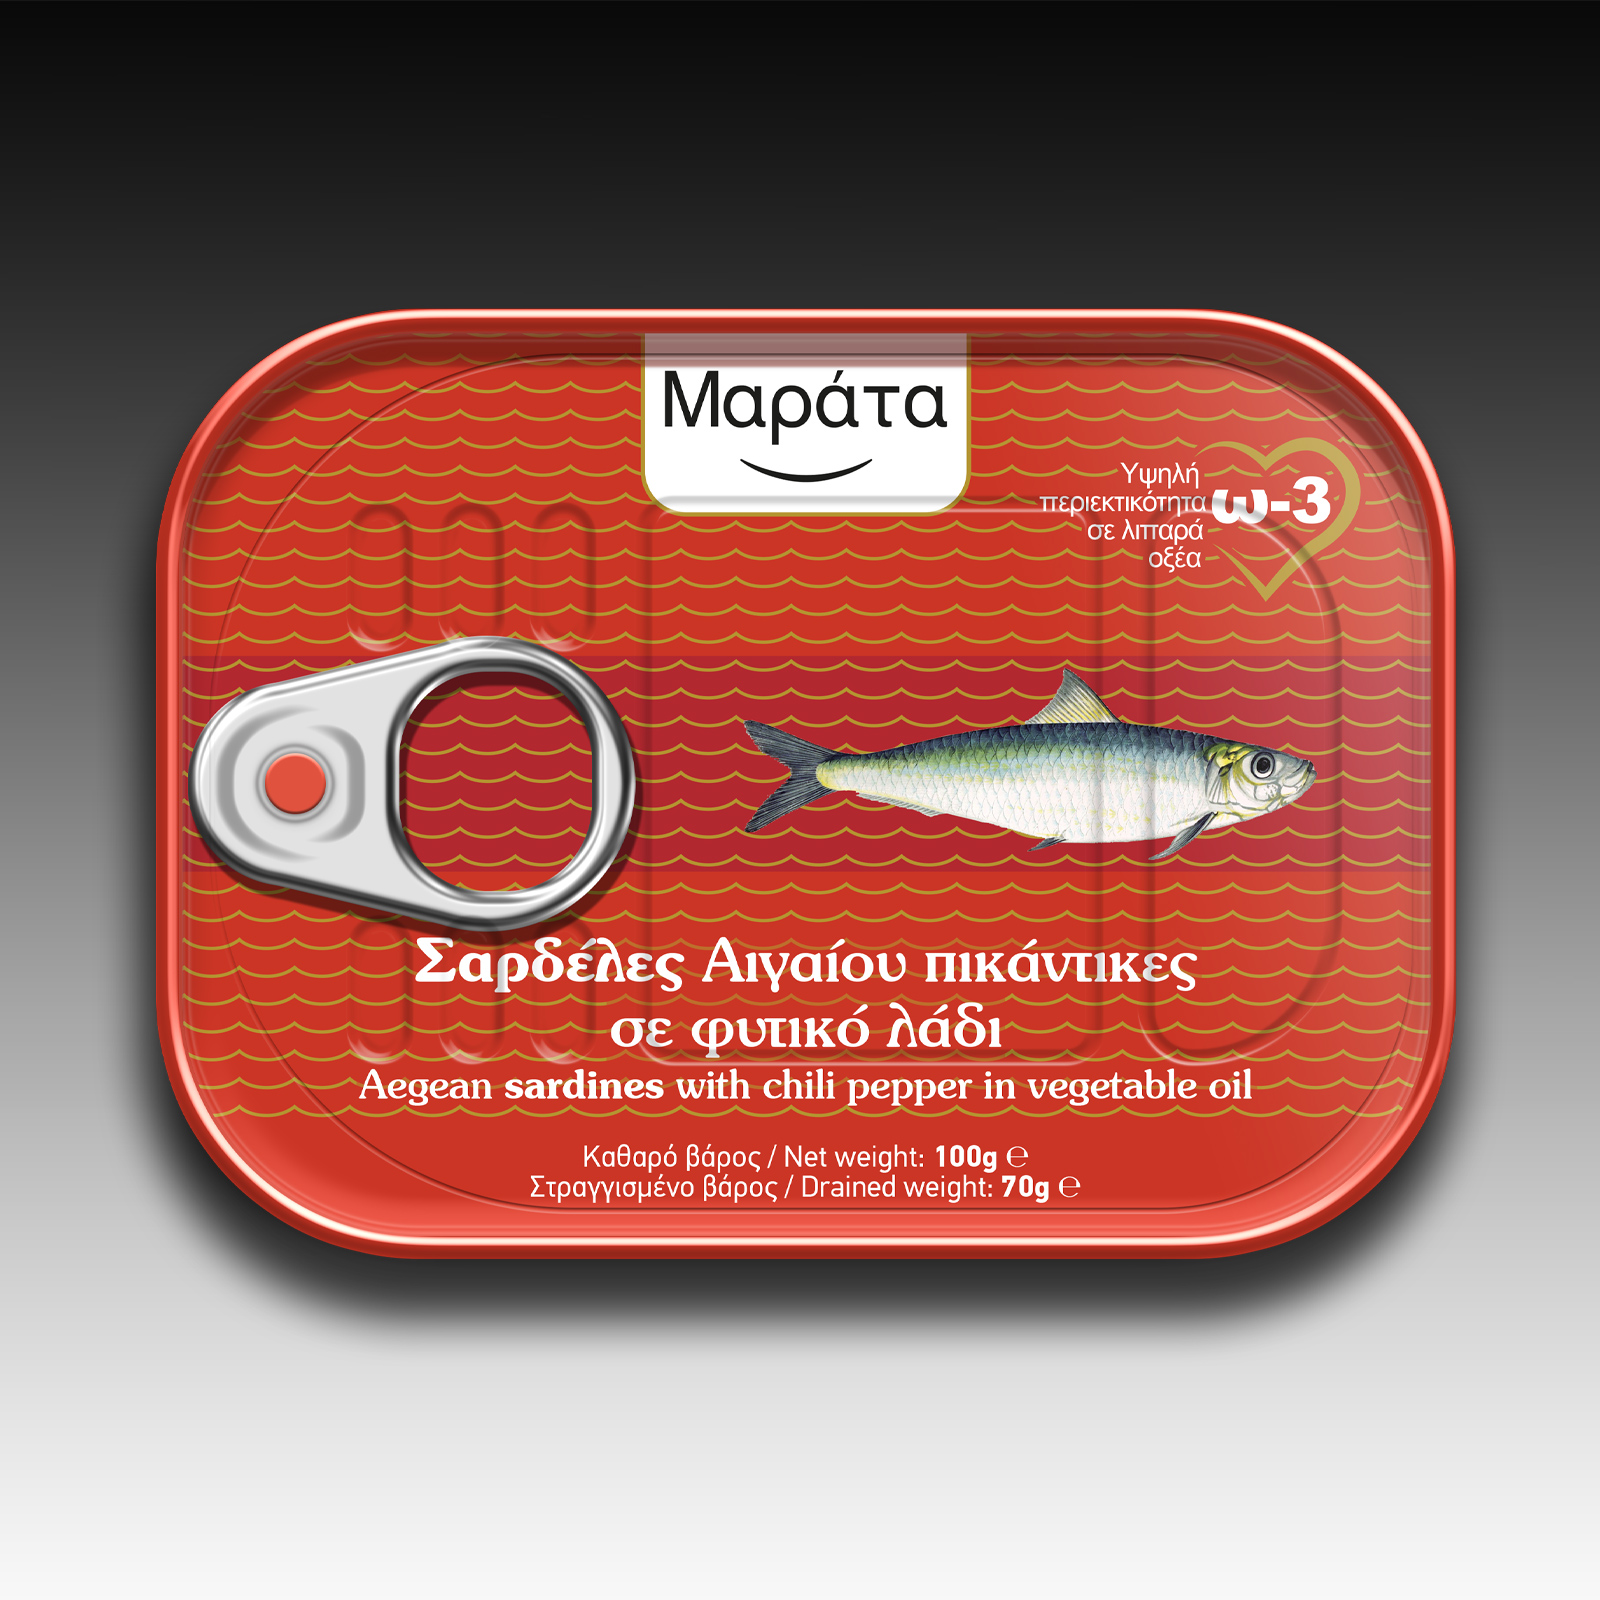 Μαράτα
Υψηλή
περιεκτικότητα
σε λιπαρά
οξέα
ω-3
Σαρδέλες Αιγαίου πικάντικες
σε φυτικό λάδι
Aegean sardines with chili pepper in vegetable oil
Καθαρό βάρος / Net weight: 100g ℮
Στραγγισμένο βάρος / Drained weight: 70g ℮